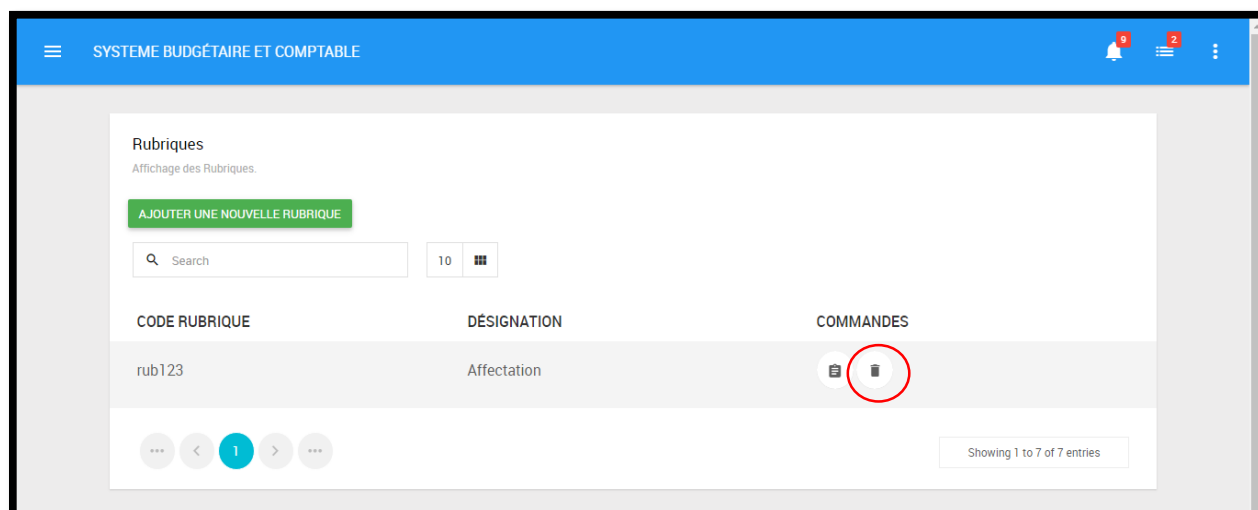 SYSTEME BUDGÉTAIRE ET COMPTABLE
9
2
Rubriques
Affichage des Rubriques.
AJOUTER UNE NOUVELLE RUBRIQUE
Search
10
CODE RUBRIQUE DÉSIGNATION COMMANDES
rub123 Affectation
1
Showing 1 to 7 of 7 entries